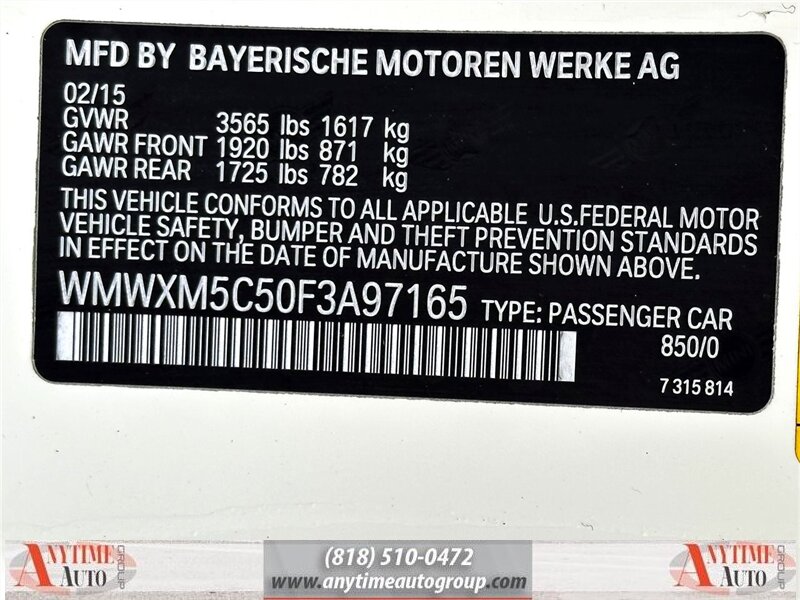 MFD BY BAYERISCHE MOTOREN WERKE AG
02/15
GVWR 3565 lbs 1617 kg
GAWR FRONT 1920 lbs 871 kg
GAWR REAR 1725 lbs 782 kg
THIS VEHICLE CONFORMS TO ALL APPLICABLE U.S.FEDERAL MOTOR
VEHICLE SAFETY, BUMPER AND THEFT PREVENTION STANDARDS
IN EFFECT ON THE DATE OF MANUFACTURE SHOWN ABOVE.
WMWXM5C50F3A97165 TYPE: PASSENGER CAR
850/0
7 315 814
ANYTIME AUTO GROUP
(818) 510-0472
www.anytimeautogroup.com
ANYTIME AUTO GROUP